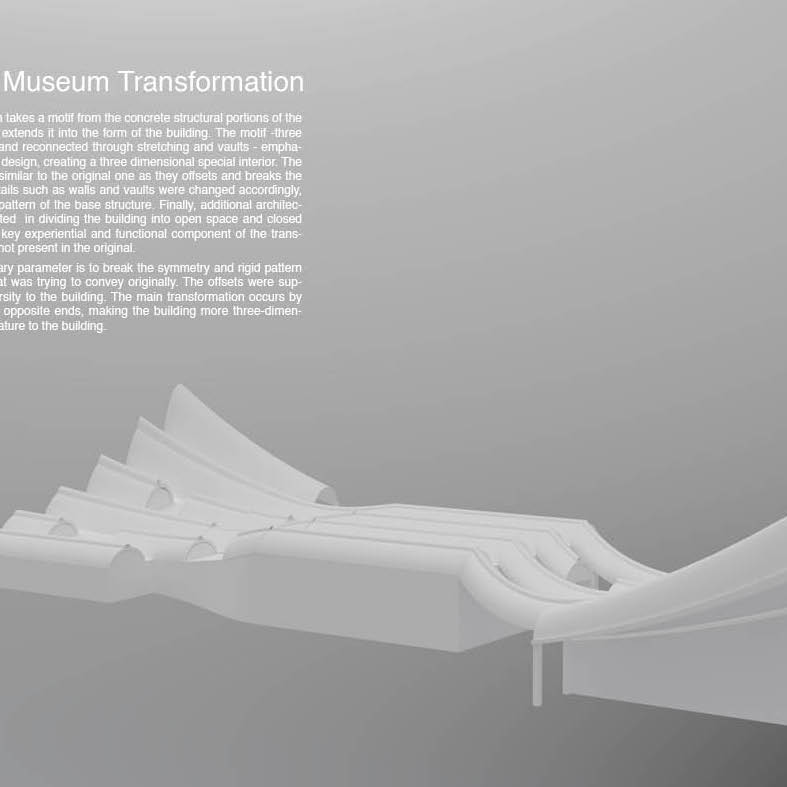 Museum Transformation
takes a motif from the concrete structural portions of the
extends it into the form of the building. The motif -three
and reconnected through stretching and vaults - empha-
design, creating a three dimensional special interior. The
similar to the original one as they offsets and breaks the
ails such as walls and vaults were changed accordingly,
pattern of the base structure. Finally, additional architec-
ted in dividing the building into open space and closed
key experiential and functional component of the trans-
not present in the original.
ary parameter is to break the symmetry and rigid pattern
at was trying to convey originally. The offsets were sup-
rsity to the building. The main transformation occurs by
opposite ends, making the building more three-dimen-
ature to the building.